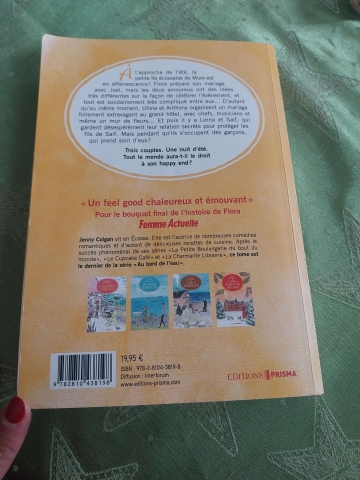 À l'approche de l'été, la
petite île écossaise de Mure est
en effervescence ! Flora prépare son mariage
avec Joel, mais les deux amoureux ont des idées
très différentes sur la façon de célébrer l'événement, et
tout est soudainement très compliqué entre eux... D'autant
qu'au même moment, Olivia et Anthony organisent un mariage
follement extravagant au grand hôtel, avec chefs, musiciens et
même un mur de fleurs... Et puis il y a Lorna et Saif, qui
gardent désespérément leur relation secrète pour protéger les
fils de Saif. Mais pendant qu'ils s'occupent des garçons,
qui prend soin d'eux ?
Trois couples. Une nuit d'été.
Tout le monde aura-t-il le droit
à son happy end?
« Un feel good chaleureux et émouvant »
Pour le bouquet final de l'histoire de Flora
Femme Actuelle
Jenny Colgan vit en Écosse. Elle est l'autrice de nombreuses comédies
romantiques et d'autant de délicieuses recettes de cuisine. Après le
succès phénoménal de ses séries « La Petite Boulangerie du bout du
monde », « Le Cupcake Café » et « La Charmante Librairie », ce tome est
le dernier de la série « Au bord de l'eau ».
19,95 €
ISBN : 978-2-8104-3819-8
Diffusion : Interforum
www.editions-prisma.com
9 782810 438198
EDITIONS PRISMA